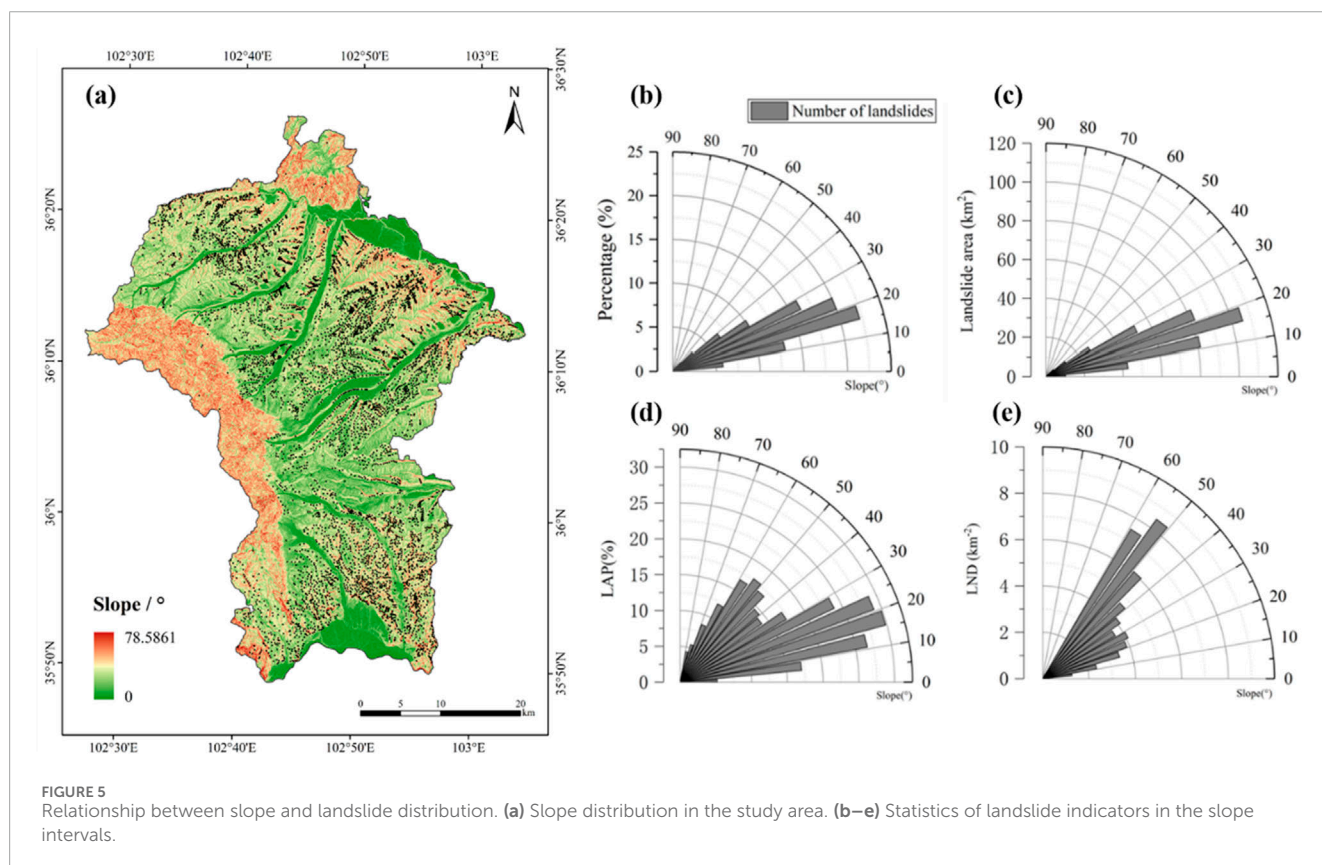 102°30'E 102°40'E 102°50'E 103°E
36°30'N
(a)
N
36°20'N
36°20'N
36°10'N
36°10'N
36°N
36°N
35°50'N
35°50'N
Slope / °
78.5861
0
0 5 10 20
km
102°30'E 102°40'E 102°50'E 103°E
(b)
Number of landslides
Percentage (%)
25
20
15
10
5
0
90 80 70 60 50 40 30 20 10 0
Slope(°)
(c)
Landslide area (km²)
120
100
80
60
40
20
0
90 80 70 60 50 40 30 20 10 0
Slope(°)
(d)
LAP(%)
30
25
20
15
10
5
0
90 80 70 60 50 40 30 20 10 0
Slope(°)
(e)
LND (km⁻²)
10
8
6
4
2
0
90 80 70 60 50 40 30 20 10 0
Slope(°)
FIGURE 5
Relationship between slope and landslide distribution. (a) Slope distribution in the study area. (b–e) Statistics of landslide indicators in the slope
intervals.